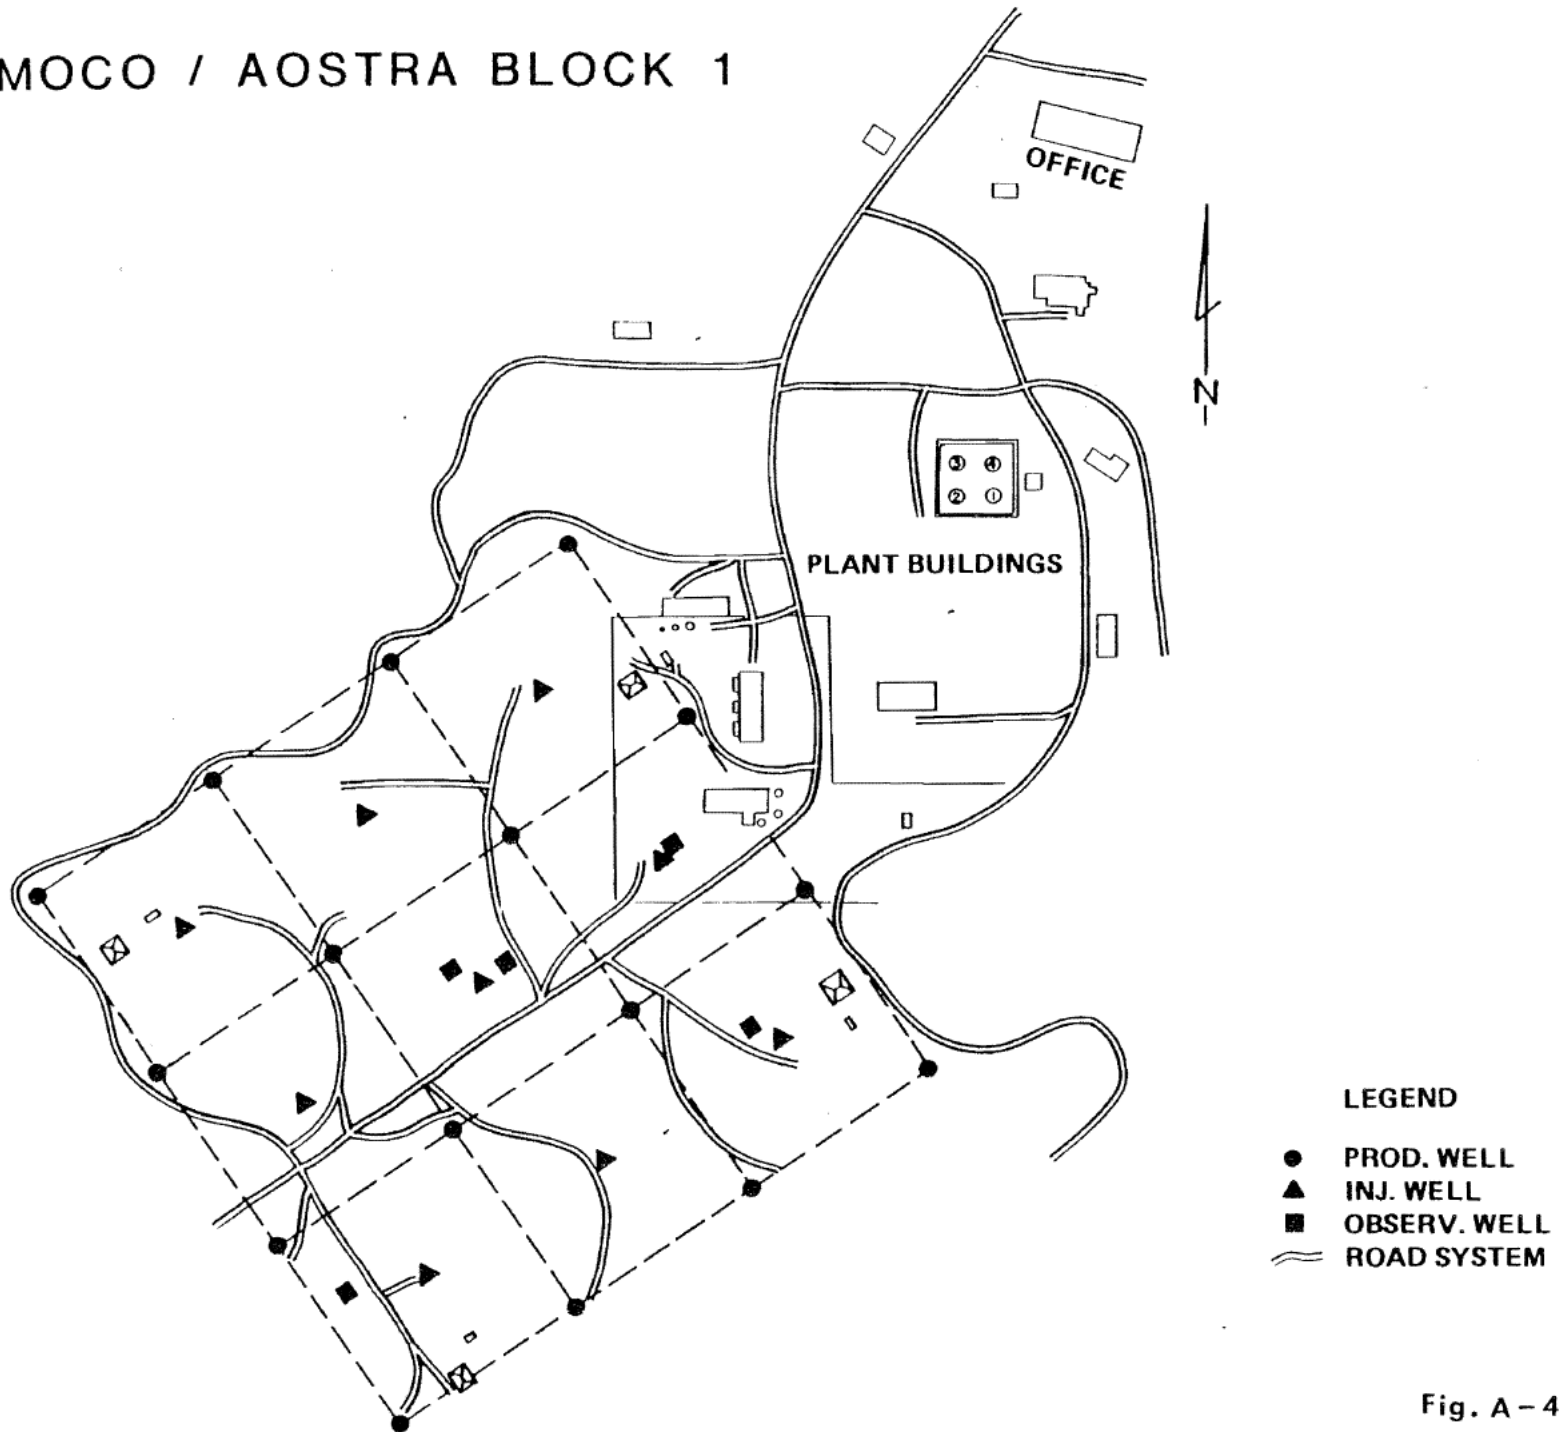 MOCO / AOSTRA BLOCK 1
OFFICE
N
3 4
2 1
PLANT BUILDINGS
LEGEND
PROD. WELL
INJ. WELL
OBSERV. WELL
ROAD SYSTEM
Fig. A-4